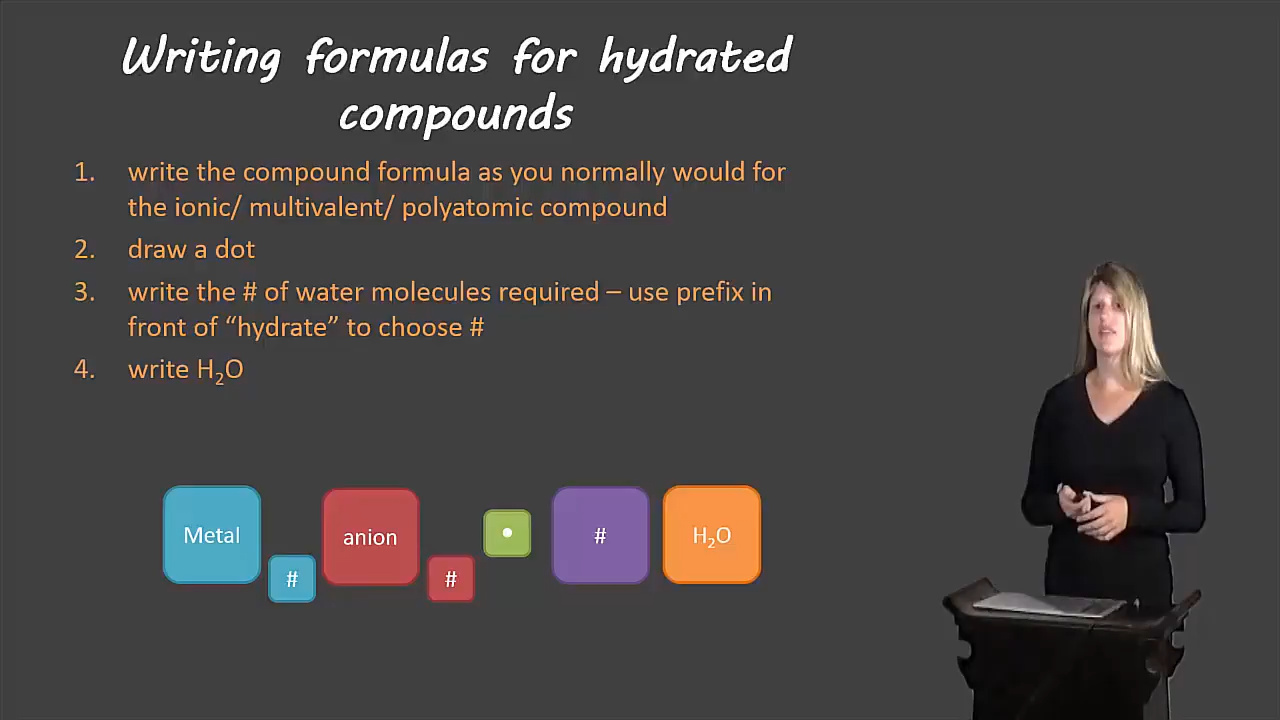 Writing formulas for hydrated
compounds
1. write the compound formula as you normally would for
the ionic/ multivalent/ polyatomic compound
2. draw a dot
3. write the # of water molecules required – use prefix in
front of “hydrate” to choose #
4. write H₂O
Metal # anion # • # H₂O